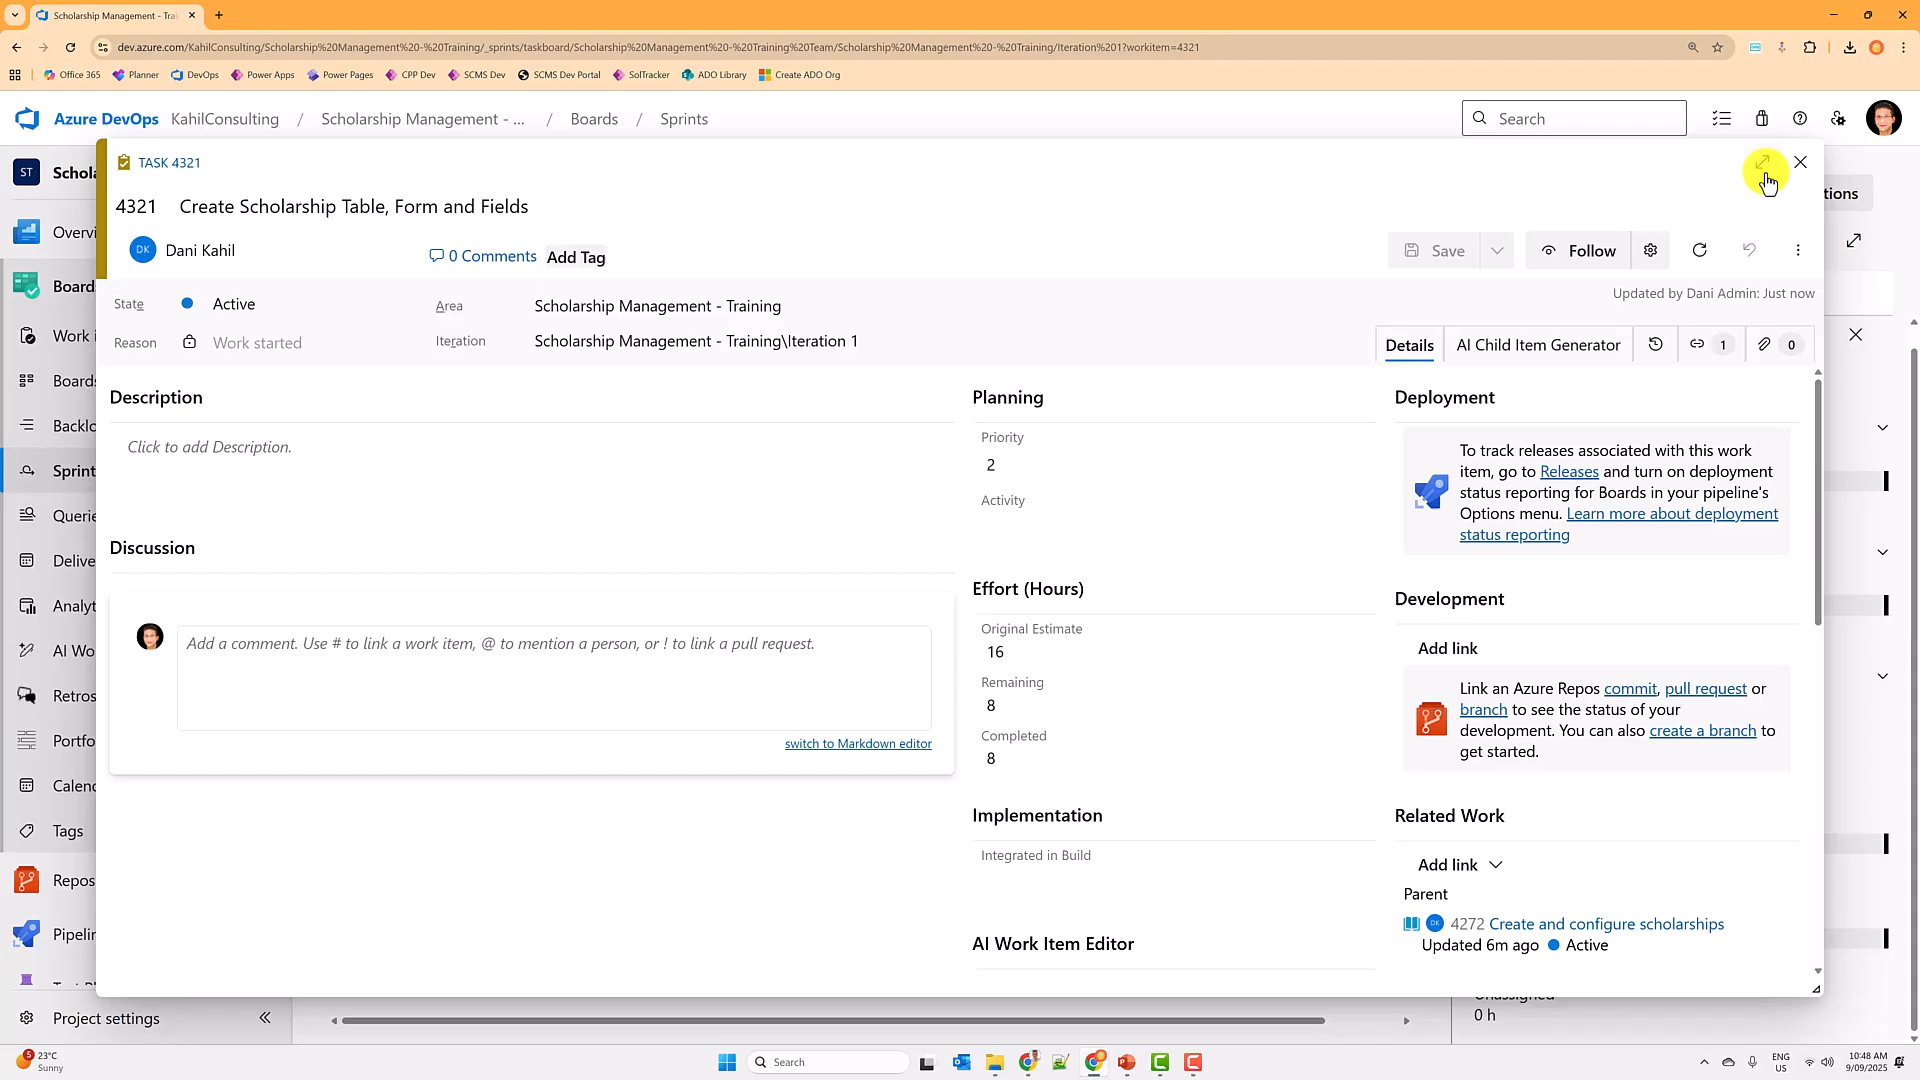 Scholarship Management - Trai
dev.azure.com/KahilConsulting/Scholarship%20Management%20-%20Training/_sprints/taskboard/Scholarship%20Management%20-%20Training%20Team/Scholarship%20Management%20-%20Training/Iteration%201?workitem=4321
Office 365 Planner DevOps Power Apps Power Pages CPP Dev SCMS Dev SCMS Dev Portal SolTracker ADO Library Create ADO Org
Azure DevOps KahilConsulting / Scholarship Management - ... / Boards / Sprints Search
ST Schola
TASK 4321
tions
4321 Create Scholarship Table, Form and Fields
Overvi
DK Dani Kahil 0 Comments Add Tag Save Follow
Board
State Active Area Scholarship Management - Training Updated by Dani Admin: Just now
Reason Work started Iteration Scholarship Management - Training\Iteration 1
Details AI Child Item Generator 1 0
Work i
Boards
Backlo
Sprint
Querie
Delive
Analyt
AI Wo
Retros
Portfo
Calenc
Tags
Repos
Pipelin
Project settings
Description
Click to add Description.
Discussion
Add a comment. Use # to link a work item, @ to mention a person, or ! to link a pull request.
switch to Markdown editor
Planning
Priority
2
Activity
Effort (Hours)
Original Estimate
16
Remaining
8
Completed
8
Implementation
Integrated in Build
AI Work Item Editor
Deployment
To track releases associated with this work
item, go to Releases and turn on deployment
status reporting for Boards in your pipeline's
Options menu. Learn more about deployment
status reporting
Development
Add link
Link an Azure Repos commit, pull request or
branch to see the status of your
development. You can also create a branch to
get started.
Related Work
Add link
Parent
DK 4272 Create and configure scholarships
Updated 6m ago Active
Unassigned
0 h
5 23°C
Sunny
Search
ENG
US
10:48 AM
9/09/2025